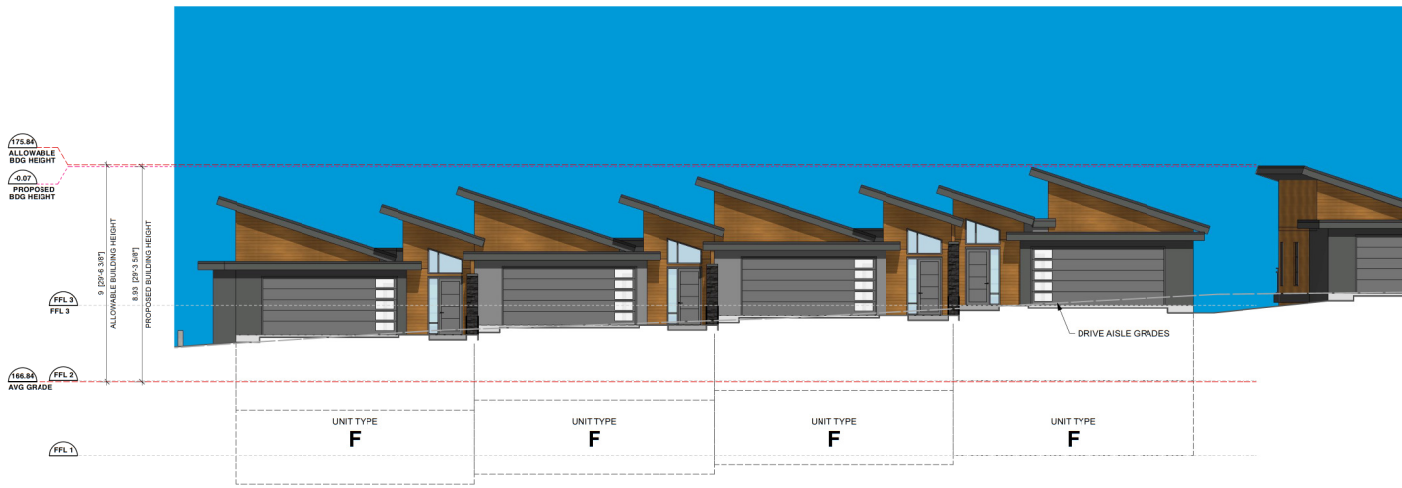 175.84
ALLOWABLE
BDG HEIGHT
-0.07
PROPOSED
BDG HEIGHT
9 [29'-6 3/8"]
ALLOWABLE BUILDING HEIGHT
8.93 [29'-3 5/8"]
PROPOSED BUILDING HEIGHT
FFL 3
FFL 3
DRIVE AISLE GRADES
166.84
AVG GRADE
FFL 2
UNIT TYPE
F
UNIT TYPE
F
UNIT TYPE
F
UNIT TYPE
F
FFL 1